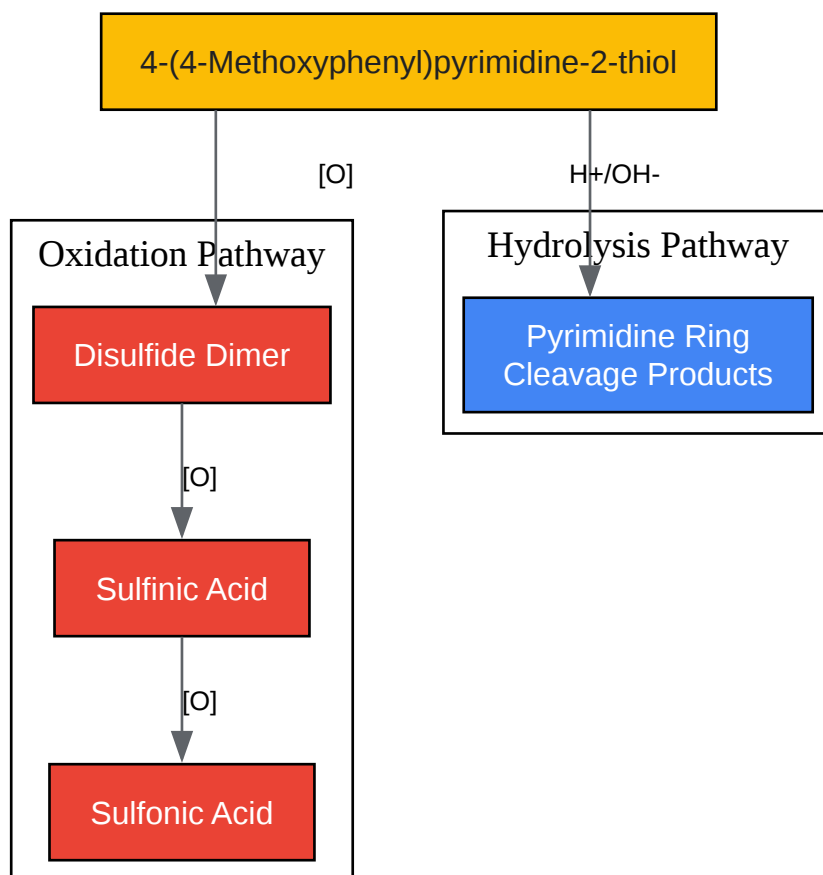 4-(4-Methoxyphenyl)pyrimidine-2-thiol
[O]
H+/OH-
Oxidation Pathway
Hydrolysis Pathway
Disulfide Dimer
Pyrimidine Ring
Cleavage Products
[O]
Sulfinic Acid
[O]
Sulfonic Acid